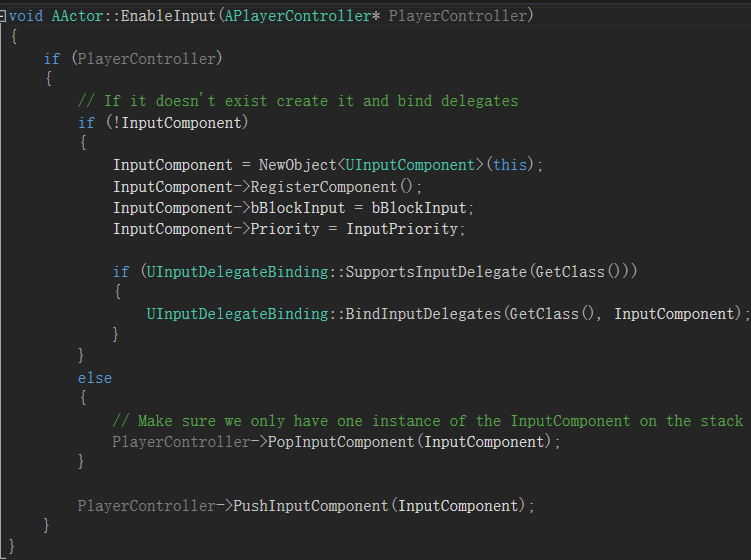 void AActor::EnableInput(APlayerController* PlayerController)
{
    if (PlayerController)
    {
        // If it doesn't exist create it and bind delegates
        if (!InputComponent)
        {
            InputComponent = NewObject<UInputComponent>(this);
            InputComponent->RegisterComponent();
            InputComponent->bBlockInput = bBlockInput;
            InputComponent->Priority = InputPriority;

            if (UInputDelegateBinding::SupportsInputDelegate(GetClass()))
            {
                UInputDelegateBinding::BindInputDelegates(GetClass(), InputComponent);
            }
        }
        else
        {
            // Make sure we only have one instance of the InputComponent on the stack
            PlayerController->PopInputComponent(InputComponent);
        }

        PlayerController->PushInputComponent(InputComponent);
    }
}